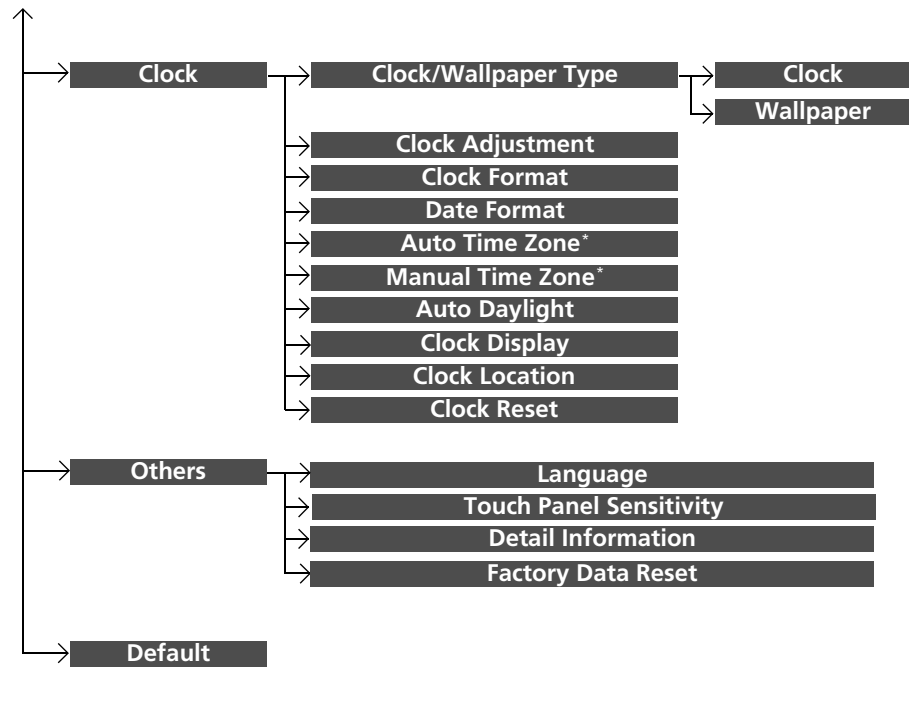 Clock
Clock/Wallpaper Type
Clock
Wallpaper
Clock Adjustment
Clock Format
Date Format
Auto Time Zone*
Manual Time Zone*
Auto Daylight
Clock Display
Clock Location
Clock Reset
Others
Language
Touch Panel Sensitivity
Detail Information
Factory Data Reset
Default